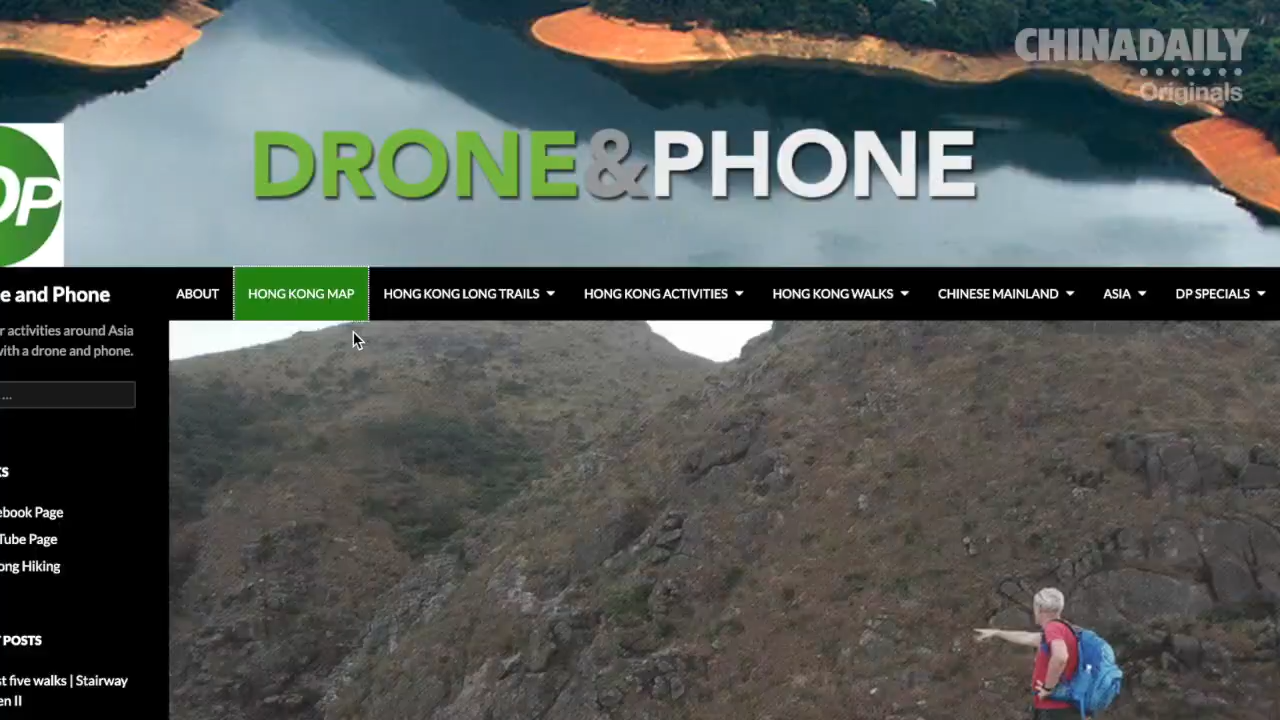 CHINADAILY
Originals
DRONE&PHONE
DP
e and Phone
ABOUT
HONG KONG MAP
HONG KONG LONG TRAILS
HONG KONG ACTIVITIES
HONG KONG WALKS
CHINESE MAINLAND
ASIA
DP SPECIALS
r activities around Asia
with a drone and phone.
...
KS
ebook Page
Tube Page
ong Hiking
POSTS
st five walks | Stairway
en II